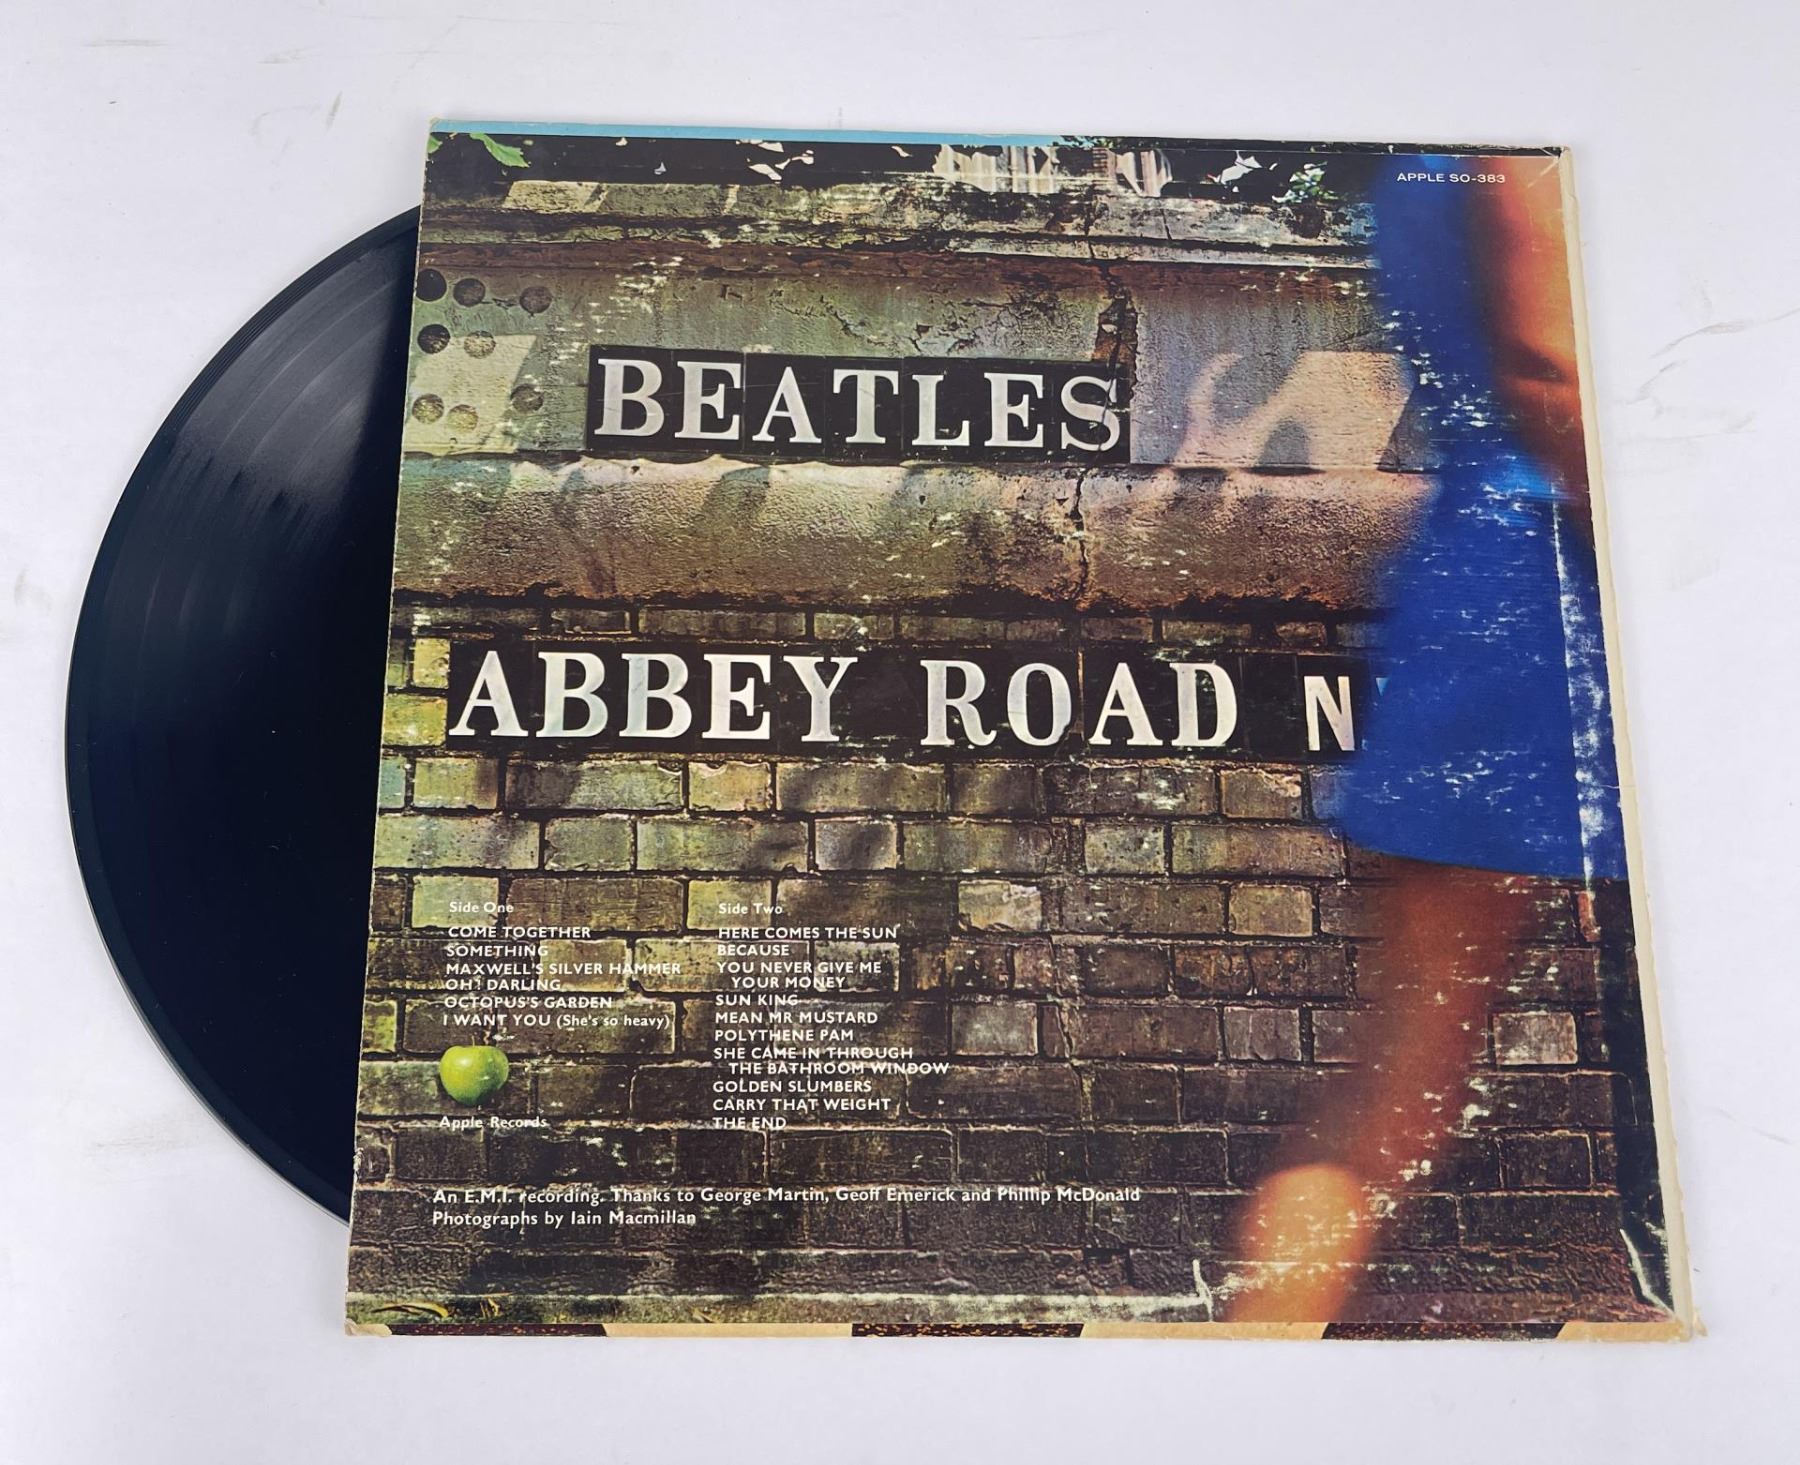 APPLE SO-383
BEATLES
ABBEY ROAD N
Side One
COME TOGETHER
SOMETHING
MAXWELL'S SILVER HAMMER
OH! DARLING
OCTOPUS'S GARDEN
I WANT YOU (She's so heavy)
Apple Records
Side Two
HERE COMES THE SUN
BECAUSE
YOU NEVER GIVE ME
YOUR MONEY
SUN KING
MEAN MR MUSTARD
POLYTHENE PAM
SHE CAME IN THROUGH
THE BATHROOM WINDOW
GOLDEN SLUMBERS
CARRY THAT WEIGHT
THE END
An E.M.I. recording. Thanks to George Martin, Geoff Emerick and Phillip McDonald
Photographs by Iain Macmillan